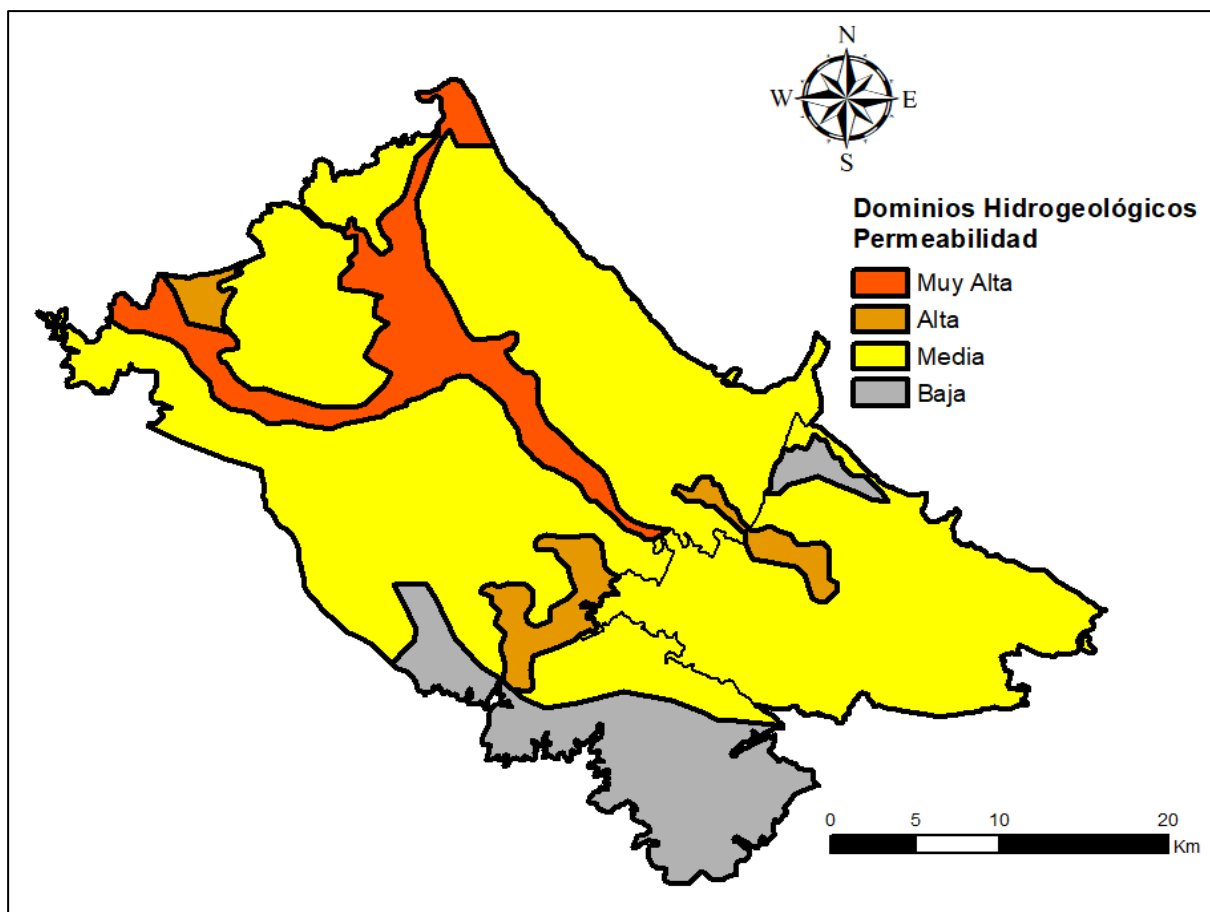 N
W E
S
Dominios Hidrogeológicos
Permeabilidad
Muy Alta
Alta
Media
Baja
0 5 10 20
Km